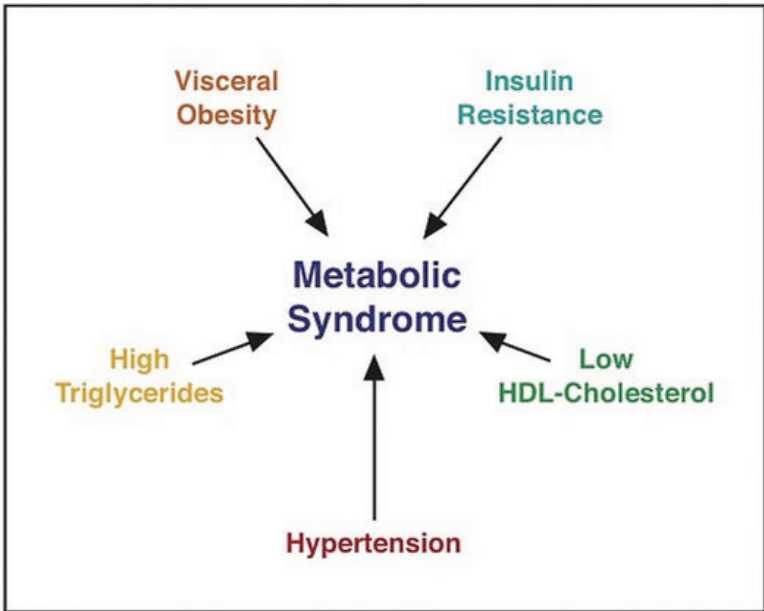 Visceral
Obesity
Insulin
Resistance
Metabolic
Syndrome
High
Triglycerides
Low
HDL-Cholesterol
Hypertension